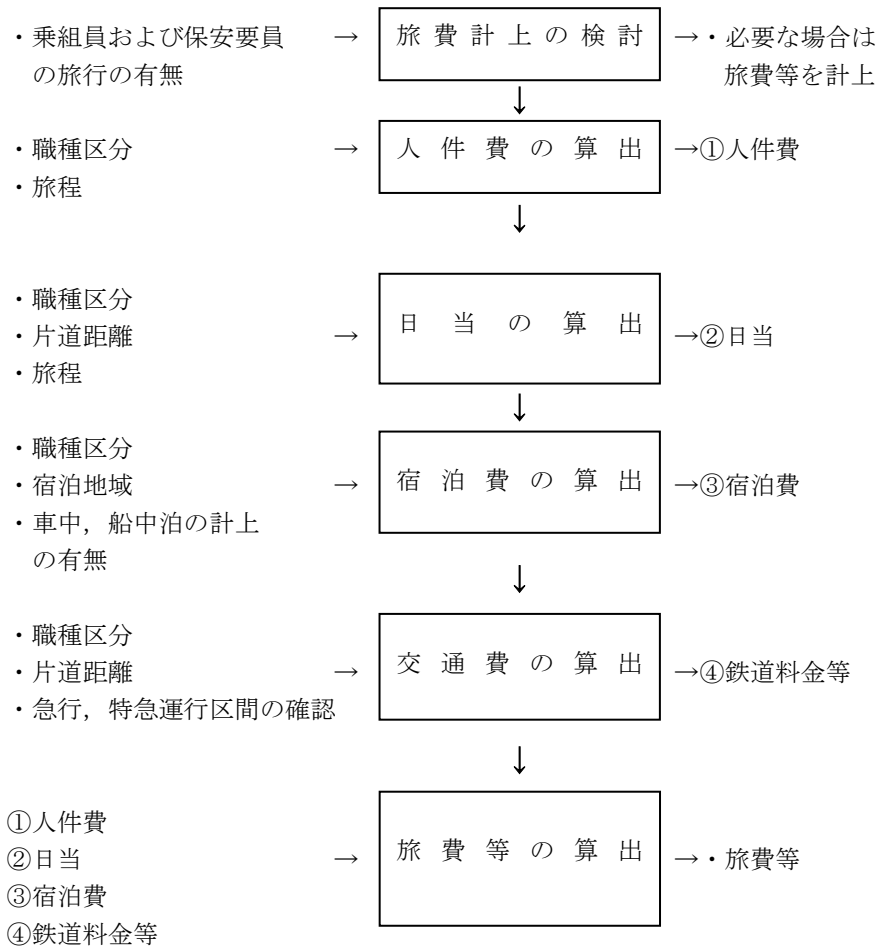 ・乗組員および保安要員 → 旅費計上の検討 →・必要な場合は
の旅行の有無 旅費等を計上
↓
・職種区分 → 人件費の算出 →①人件費
・旅程
↓
・職種区分
・片道距離 → 日当の算出 →②日当
・旅程
↓
・職種区分
・宿泊地域 → 宿泊費の算出 →③宿泊費
・車中，船中泊の計上
の有無
↓
・職種区分
・片道距離 → 交通費の算出 →④鉄道料金等
・急行，特急運行区間の確認
↓
①人件費
②日当 → 旅費等の算出 →・旅費等
③宿泊費
④鉄道料金等